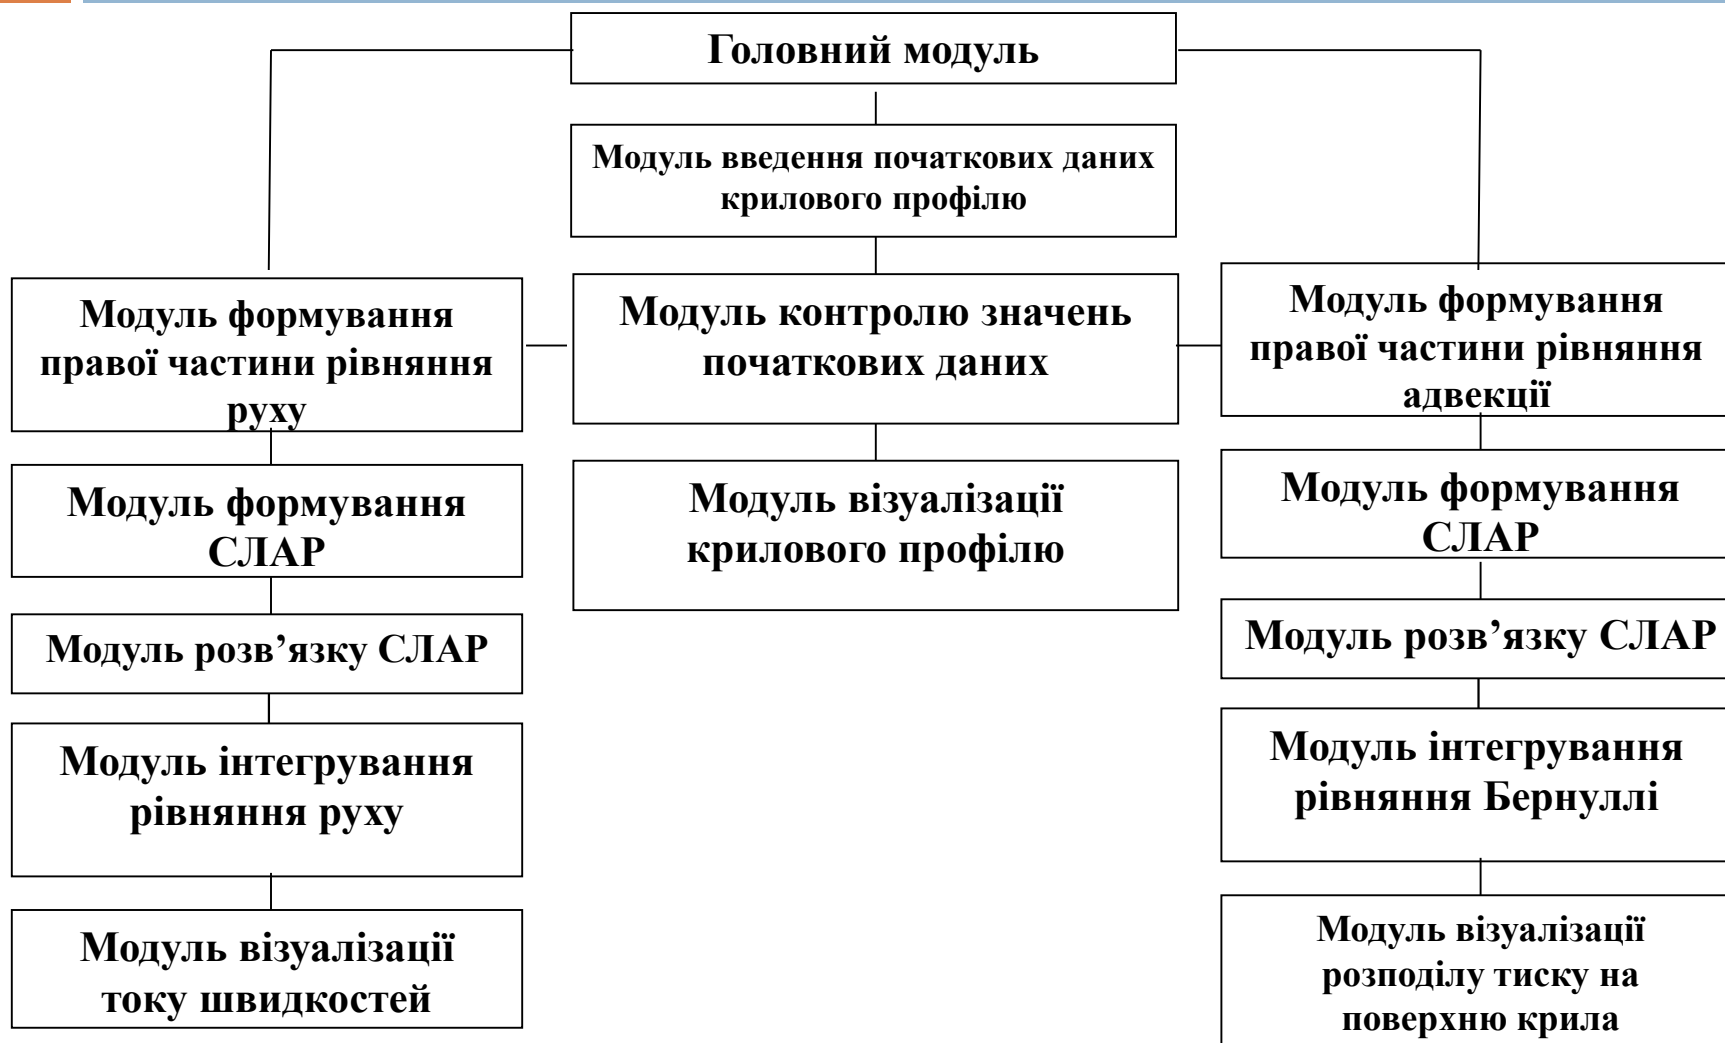 Головний модуль
Модуль введення початкових даних
крилового профілю
Модуль формування
правої частини рівняння
руху
Модуль контролю значень
початкових даних
Модуль формування
правої частини рівняння
адвекції
Модуль формування
СЛАР
Модуль візуалізації
крилового профілю
Модуль формування
СЛАР
Модуль розв’язку СЛАР
Модуль розв’язку СЛАР
Модуль інтегрування
рівняння руху
Модуль інтегрування
рівняння Бернуллі
Модуль візуалізації
току швидкостей
Модуль візуалізації
розподілу тиску на
поверхню крила